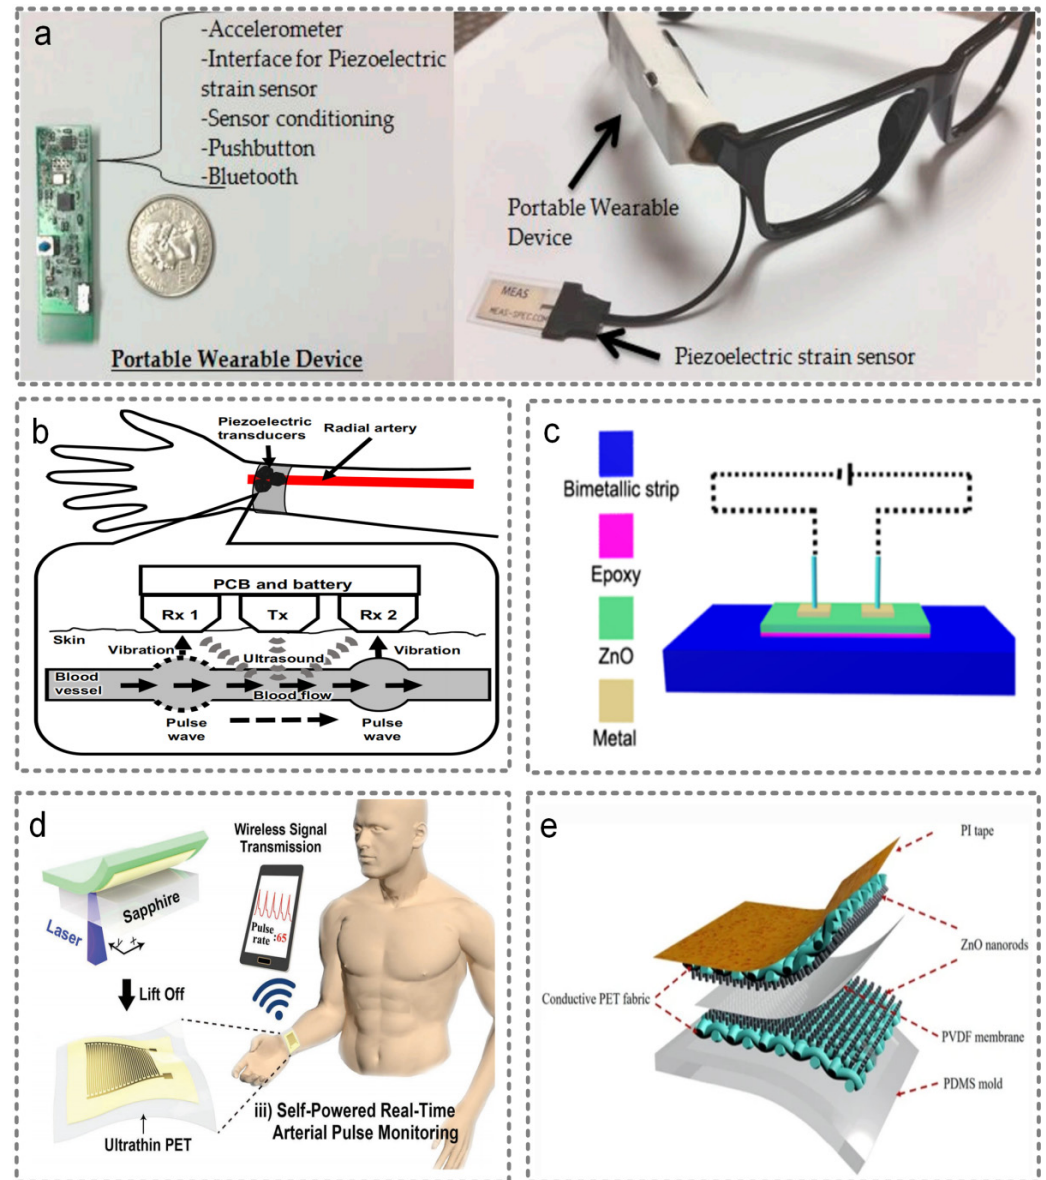 a
-Accelerometer
-Interface for Piezoelectric
strain sensor
-Sensor conditioning
-Pushbutton
-Bluetooth
Portable Wearable Device
Portable Wearable
Device
MEAS
MEAS-SPEC.COM
Piezoelectric strain sensor
b
Piezoelectric
transducers
Radial artery
PCB and battery
Rx 1
Tx
Rx 2
Skin
Vibration
Ultrasound
Vibration
Blood
vessel
Blood flow
Pulse
wave
Pulse
wave
c
Bimetallic strip
Epoxy
ZnO
Metal
d
Wireless Signal
Transmission
Sapphire
Laser
y
x
Pulse
rate :65
Lift Off
Ultrathin PET
iii) Self-Powered Real-Time
Arterial Pulse Monitoring
e
PI tape
ZnO nanorods
Conductive PET fabric
PVDF membrane
PDMS mold